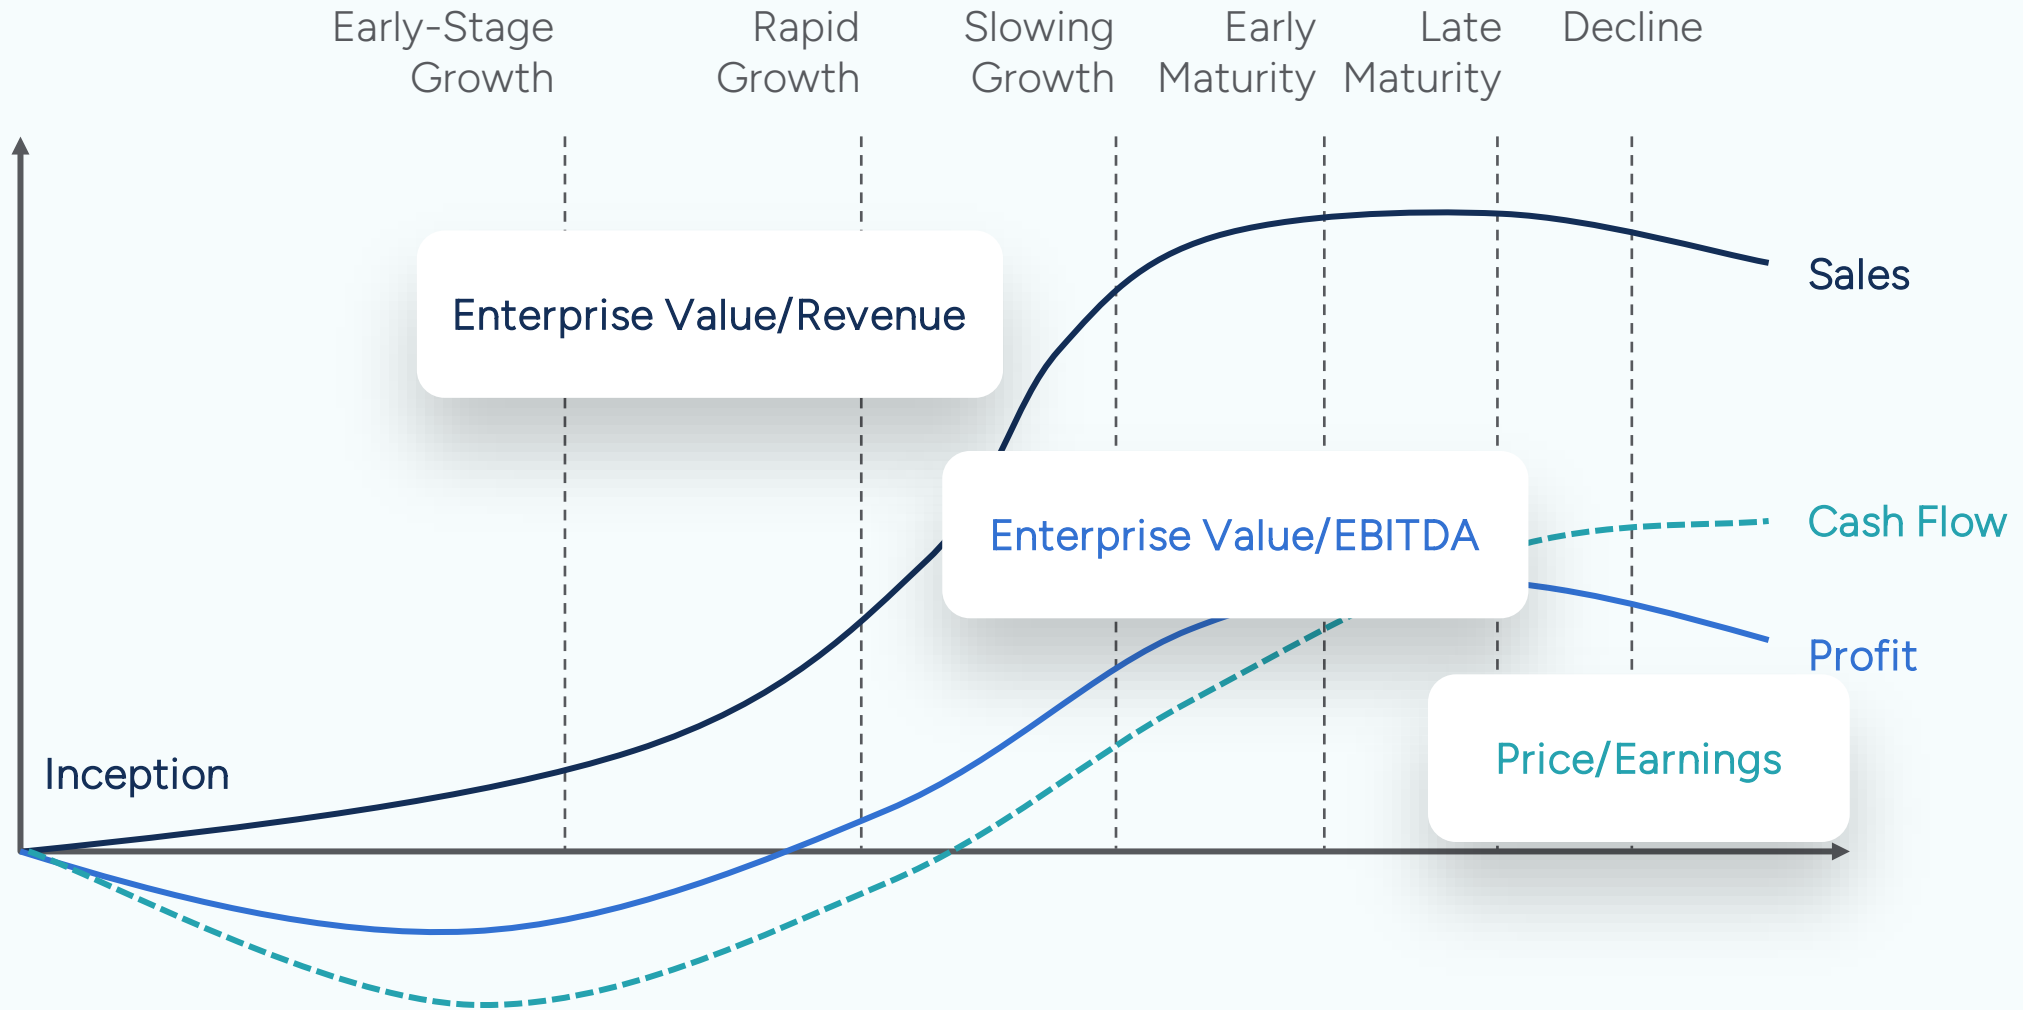 Early-Stage
Growth
Rapid
Growth
Slowing
Growth
Early
Maturity
Late
Maturity
Decline
Enterprise Value/Revenue
Sales
Enterprise Value/EBITDA
Cash Flow
Profit
Price/Earnings
Inception